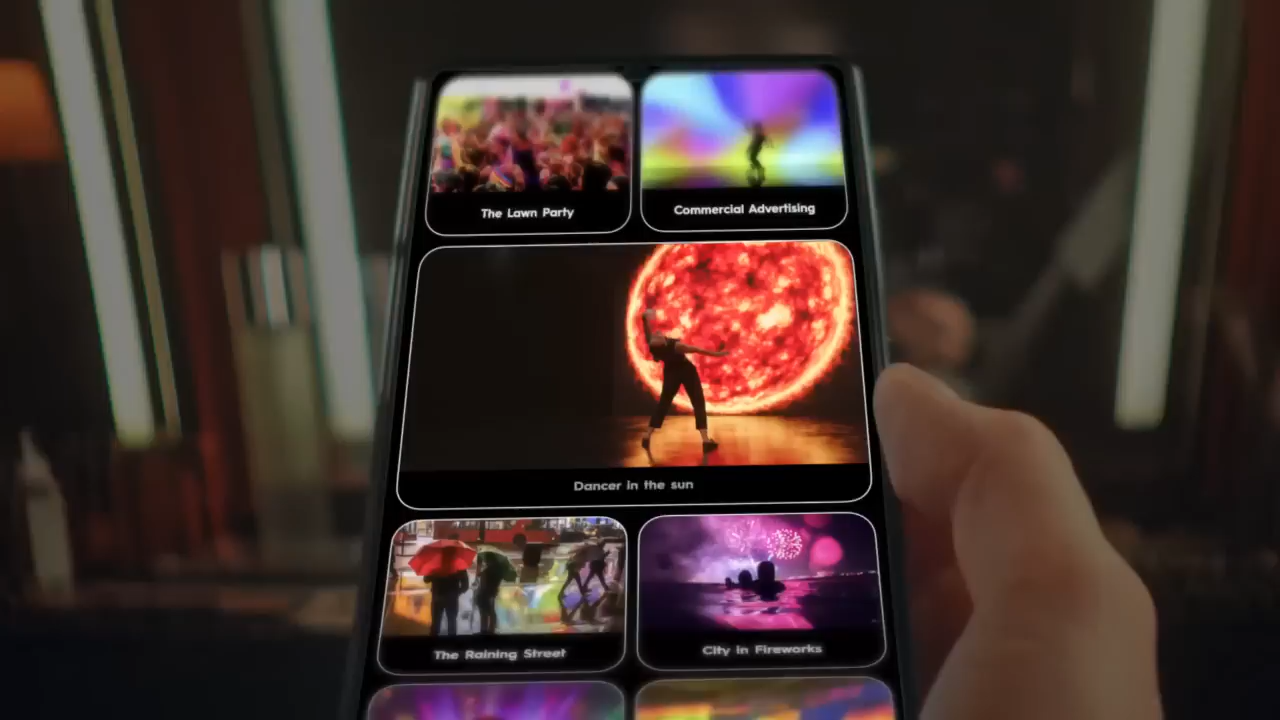 The Lawn Party
Commercial Advertising
Dancer in the sun
The Raining Street
City in Fireworks